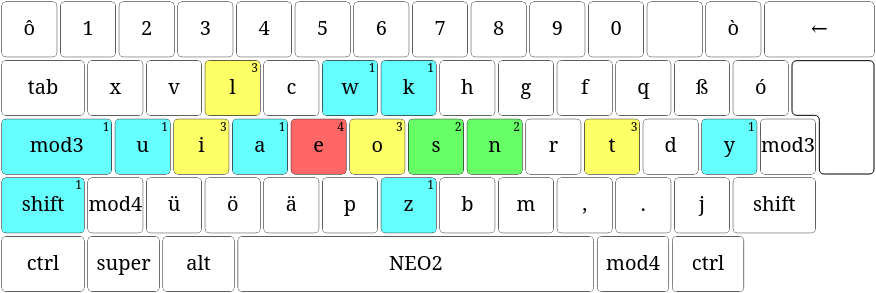 ô 1 2 3 4 5 6 7 8 9 0 ò ←
tab x v l 3 c w 1 k 1 h g f q ß ó
mod3 1 u 1 i 3 a 1 e 4 o 3 s 2 n 2 r t 3 d y 1 mod3
shift 1 mod4 ü ö ä p z 1 b m , . j shift
ctrl super alt NEO2 mod4 ctrl